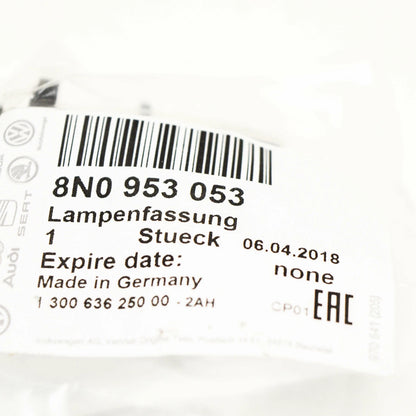 8N0 953 053
Lampenfassung
1 Stueck 06.04.2018
Expire date: none
Made in Germany
1 300 636 250 00 - 2AH
CP01 EAC
Audi SEAT